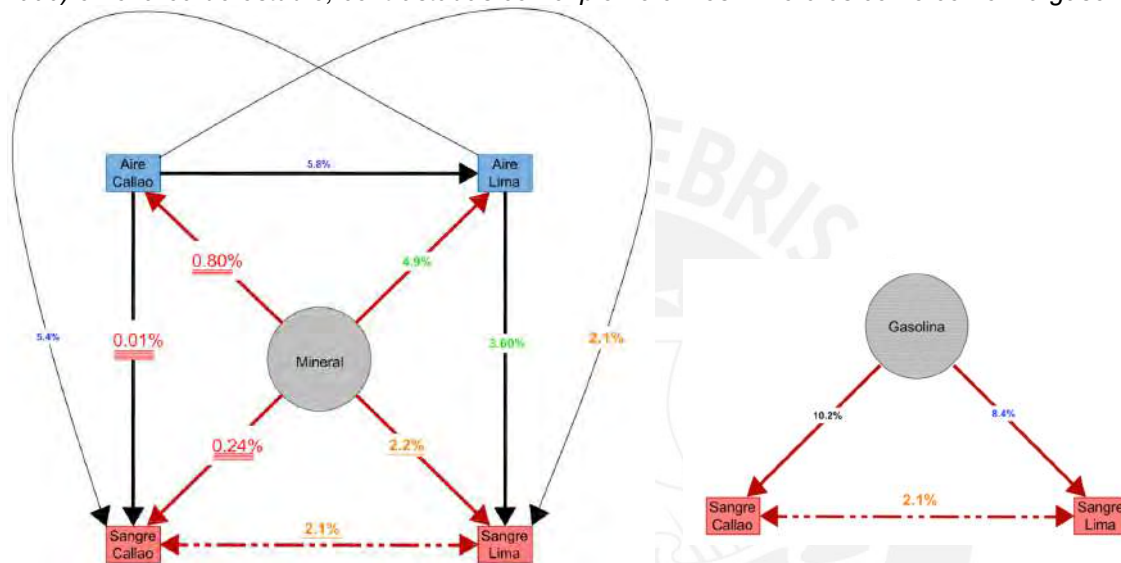 Aire
Callao
5.8%
Aire
Lima
0.80%
4.9%
5.4%
0.01%
Mineral
3.60%
2.1%
0.24%
2.2%
Sangre
Callao
2.1%
Sangre
Lima
EBRIS
Gasolina
10.2%
8.4%
Sangre
Callao
2.1%
Sangre
Lima